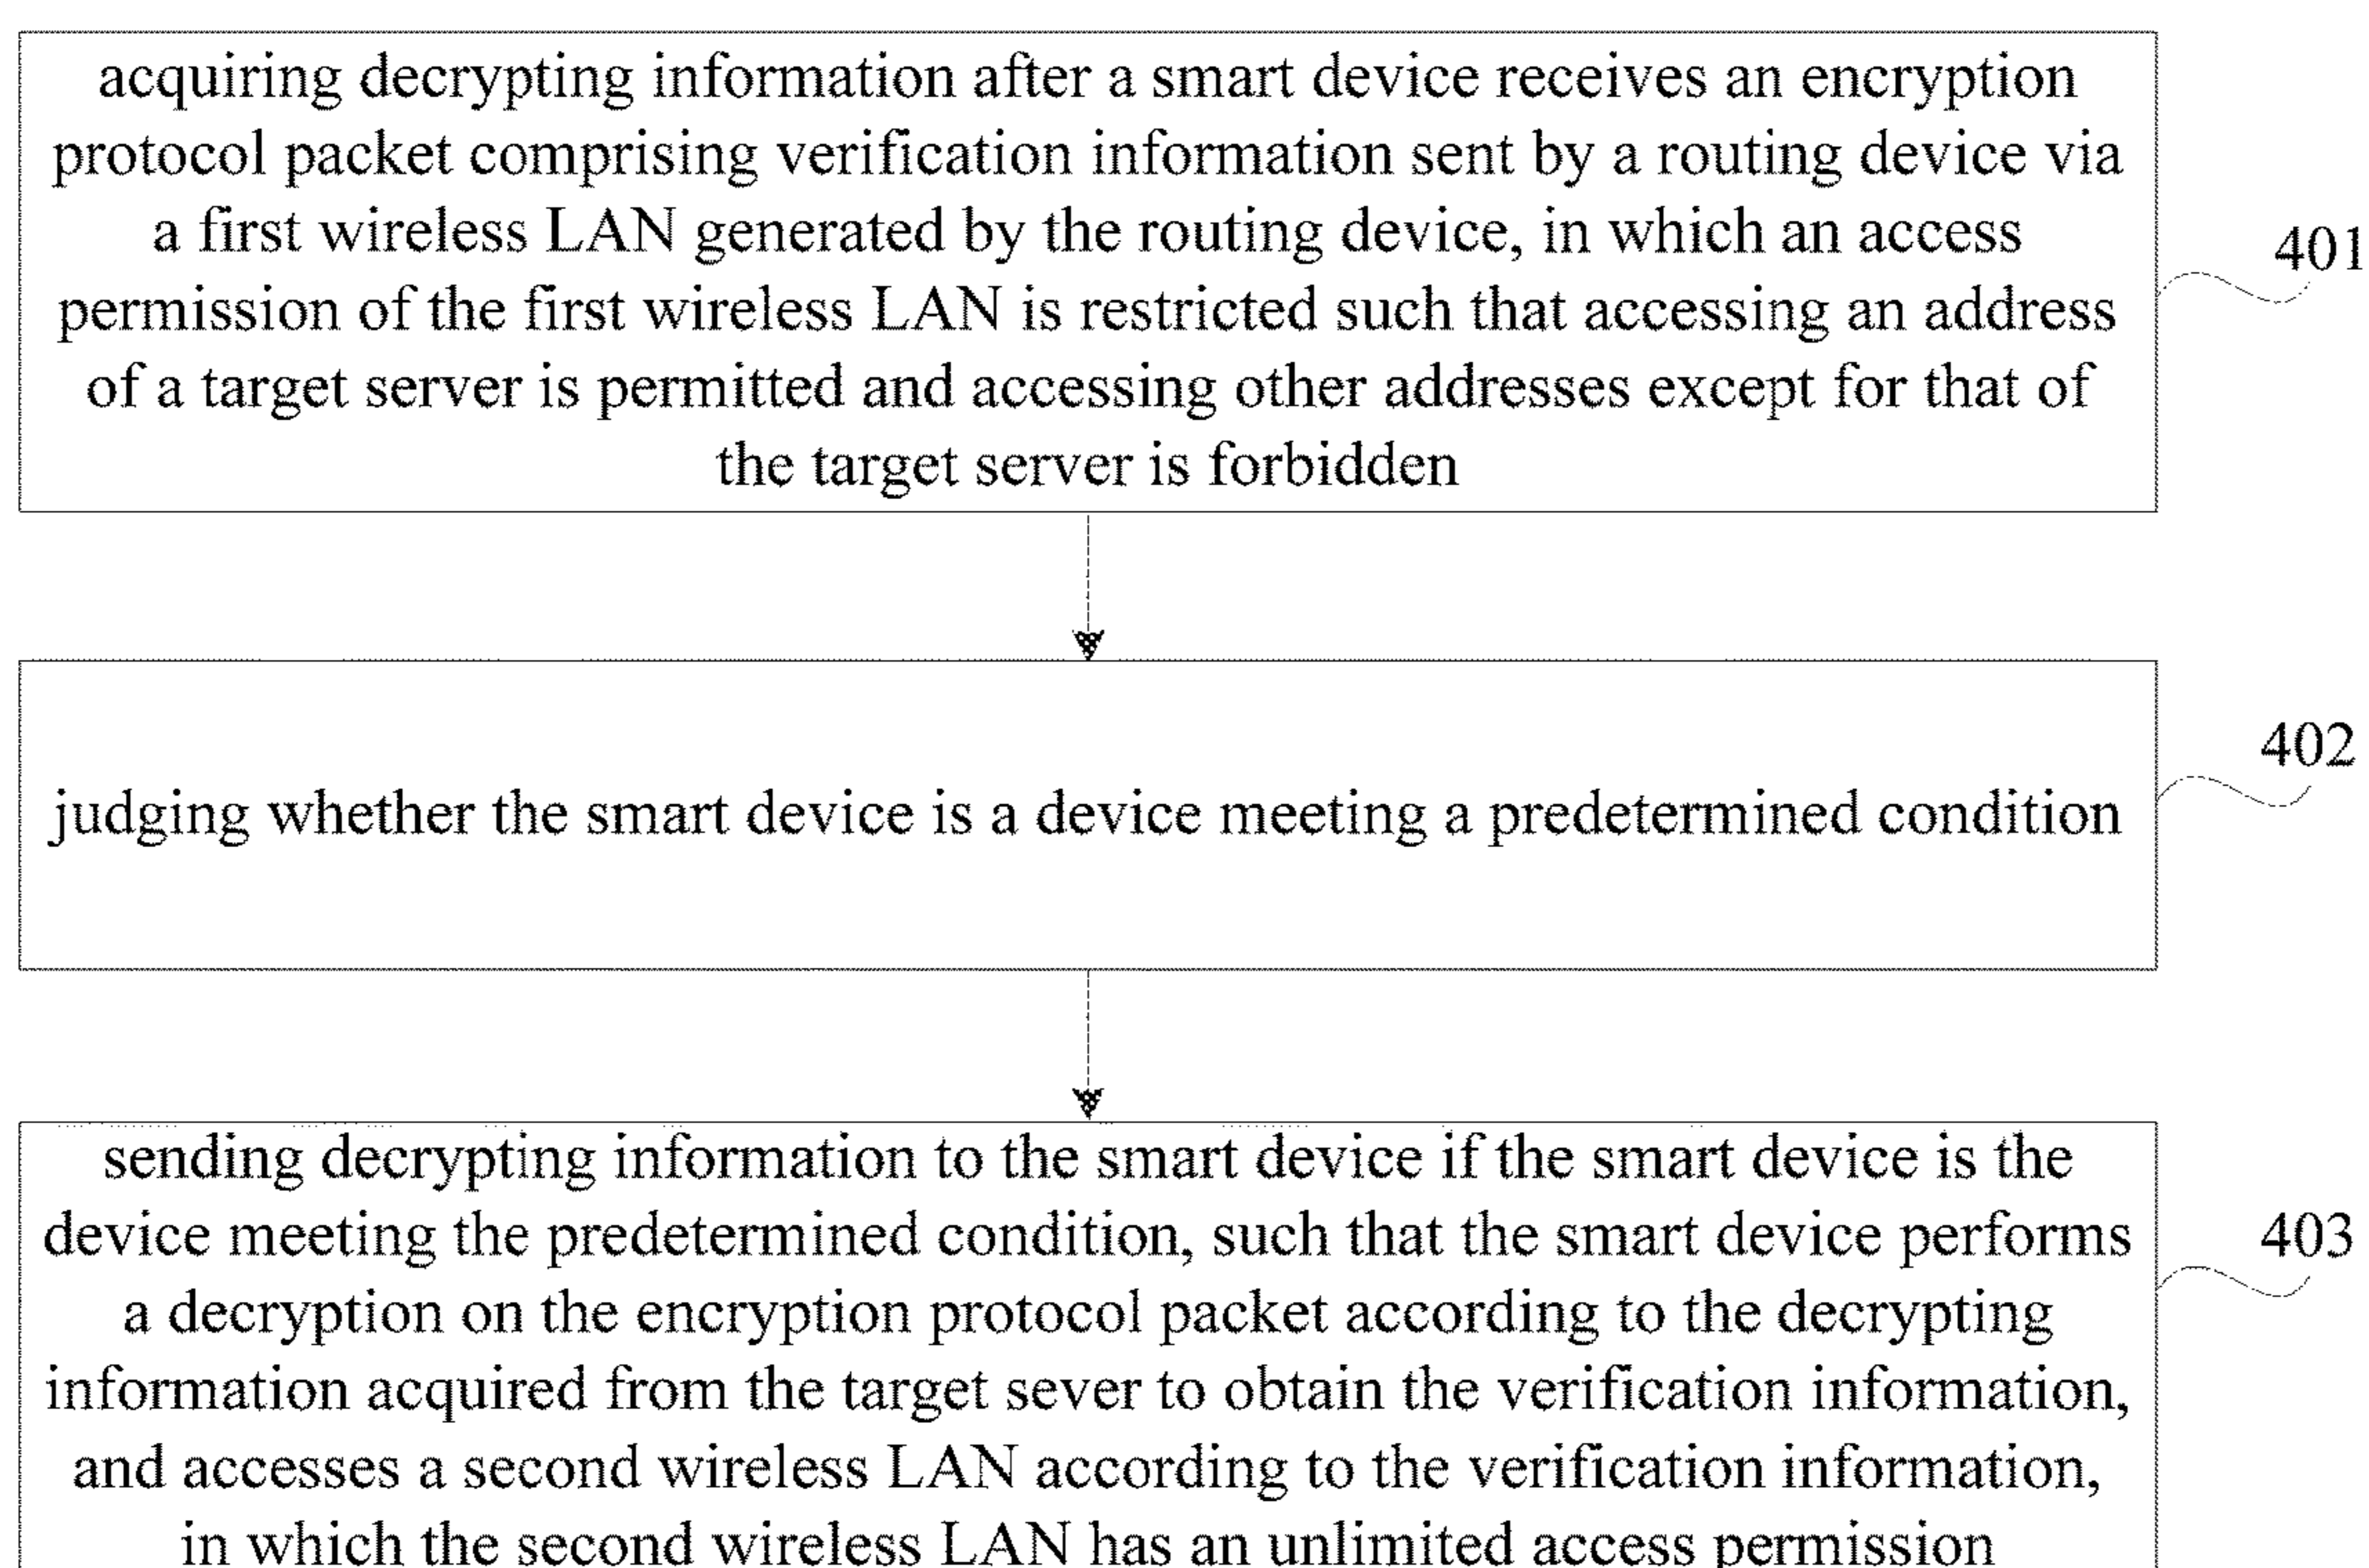 acquiring decrypting information after a smart device receives an encryption
protocol packet comprising verification information sent by a routing device via
a first wireless LAN generated by the routing device, in which an access
permission of the first wireless LAN is restricted such that accessing an address
of a target server is permitted and accessing other addresses except for that of
the target server is forbidden
401
judging whether the smart device is a device meeting a predetermined condition
402
sending decrypting information to the smart device if the smart device is the
device meeting the predetermined condition, such that the smart device performs
a decryption on the encryption protocol packet according to the decrypting
information acquired from the target sever to obtain the verification information,
and accesses a second wireless LAN according to the verification information,
in which the second wireless LAN has an unlimited access permission
403